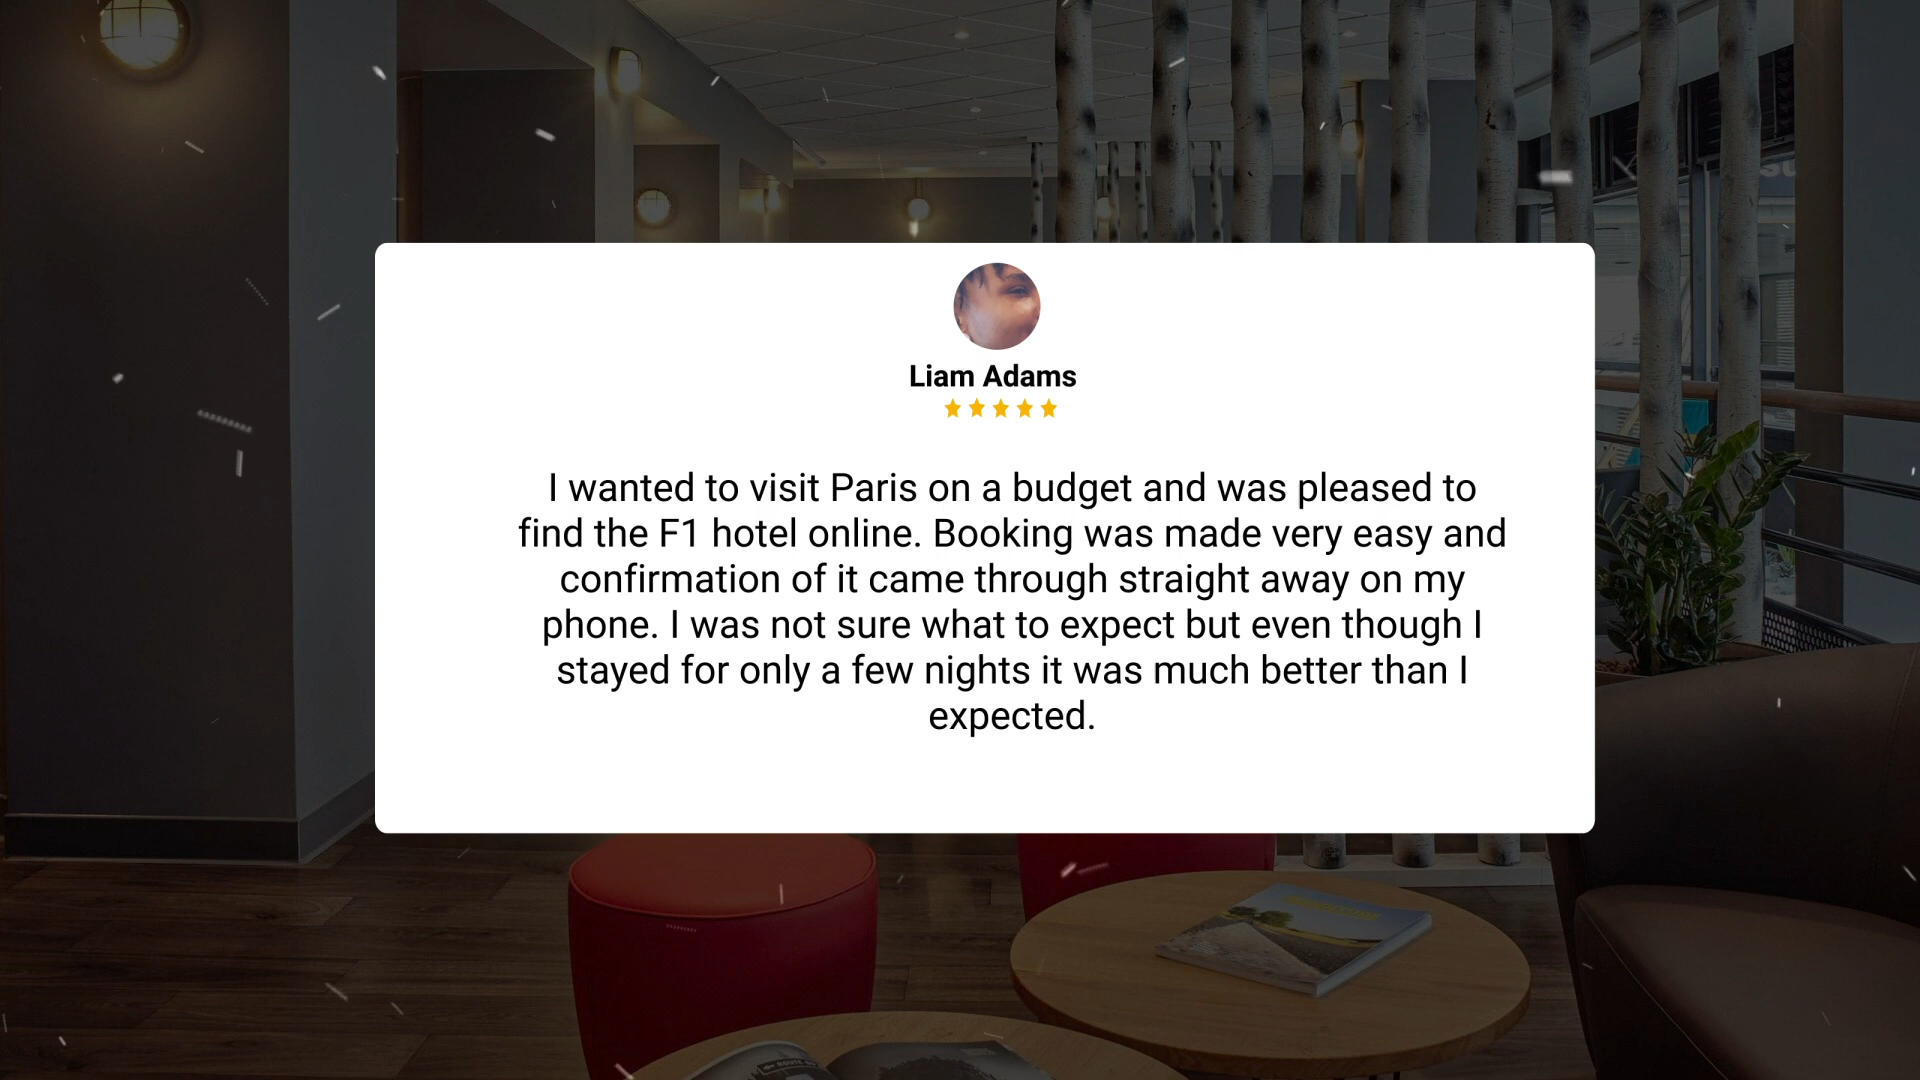 Liam Adams
I wanted to visit Paris on a budget and was pleased to
find the F1 hotel online. Booking was made very easy and
confirmation of it came through straight away on my
phone. I was not sure what to expect but even though I
stayed for only a few nights it was much better than I
expected.